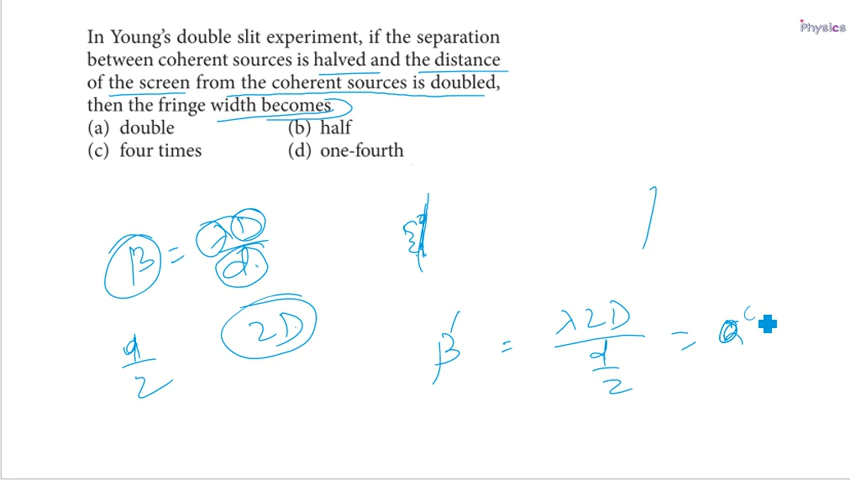 Physics
In Young's double slit experiment, if the separation
between coherent sources is halved and the distance
of the screen from the coherent sources is doubled,
then the fringe width becomes
(a) double (b) half
(c) four times (d) one-fourth
β = λD/d
d/2 2D
β′ = λ2D/(d/2) =